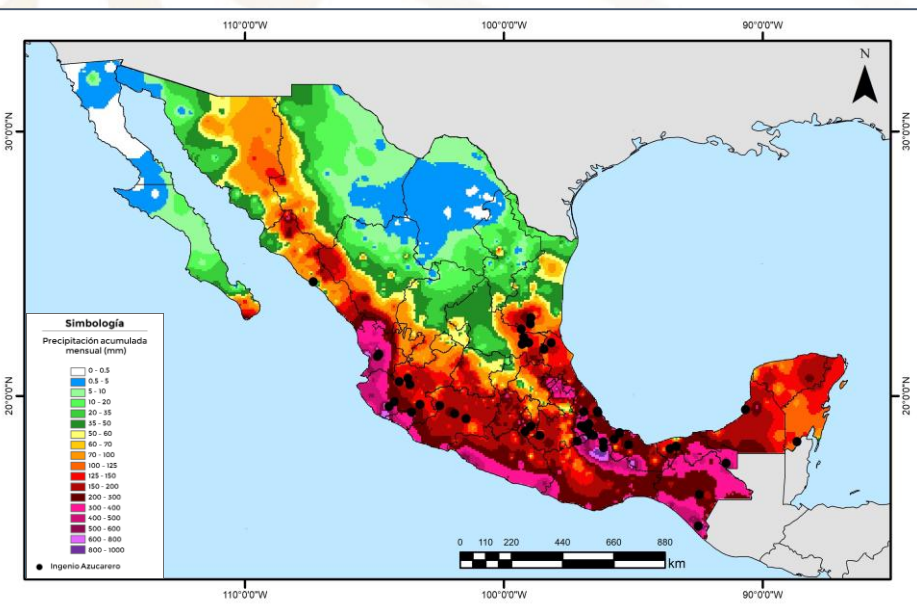 110°0'0"W 100°0'0"W 90°0'0"W
N
30°0'0"N 30°0'0"N
20°0'0"N 20°0'0"N
Simbología
Precipitación acumulada
mensual (mm)
0 - 0.5
0.5 - 5
5 - 10
10 - 20
20 - 35
35 - 50
50 - 60
60 - 70
70 - 100
100 - 125
125 - 150
150 - 200
200 - 300
300 - 400
400 - 500
500 - 600
600 - 800
800 - 1000
Ingenio Azucarero
0 110 220 440 660 880
km
110°0'0"W 100°0'0"W 90°0'0"W